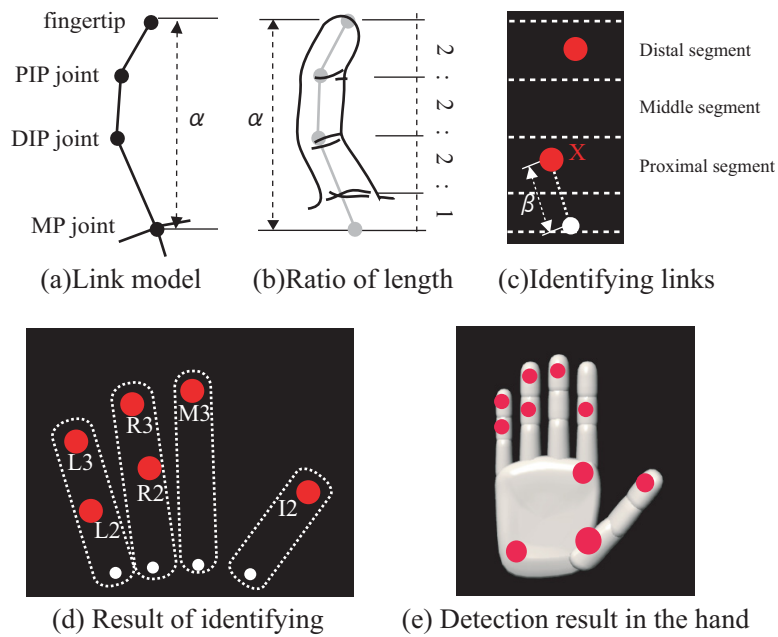 fingertip
PIP joint
DIP joint
MP joint
α
(a)Link model
α
2 : 2 : 2 : 1
(b)Ratio of length
Distal segment
Middle segment
Proximal segment
X
β
(c)Identifying links
L3
L2
R3
R2
M3
I2
(d) Result of identifying
(e) Detection result in the hand